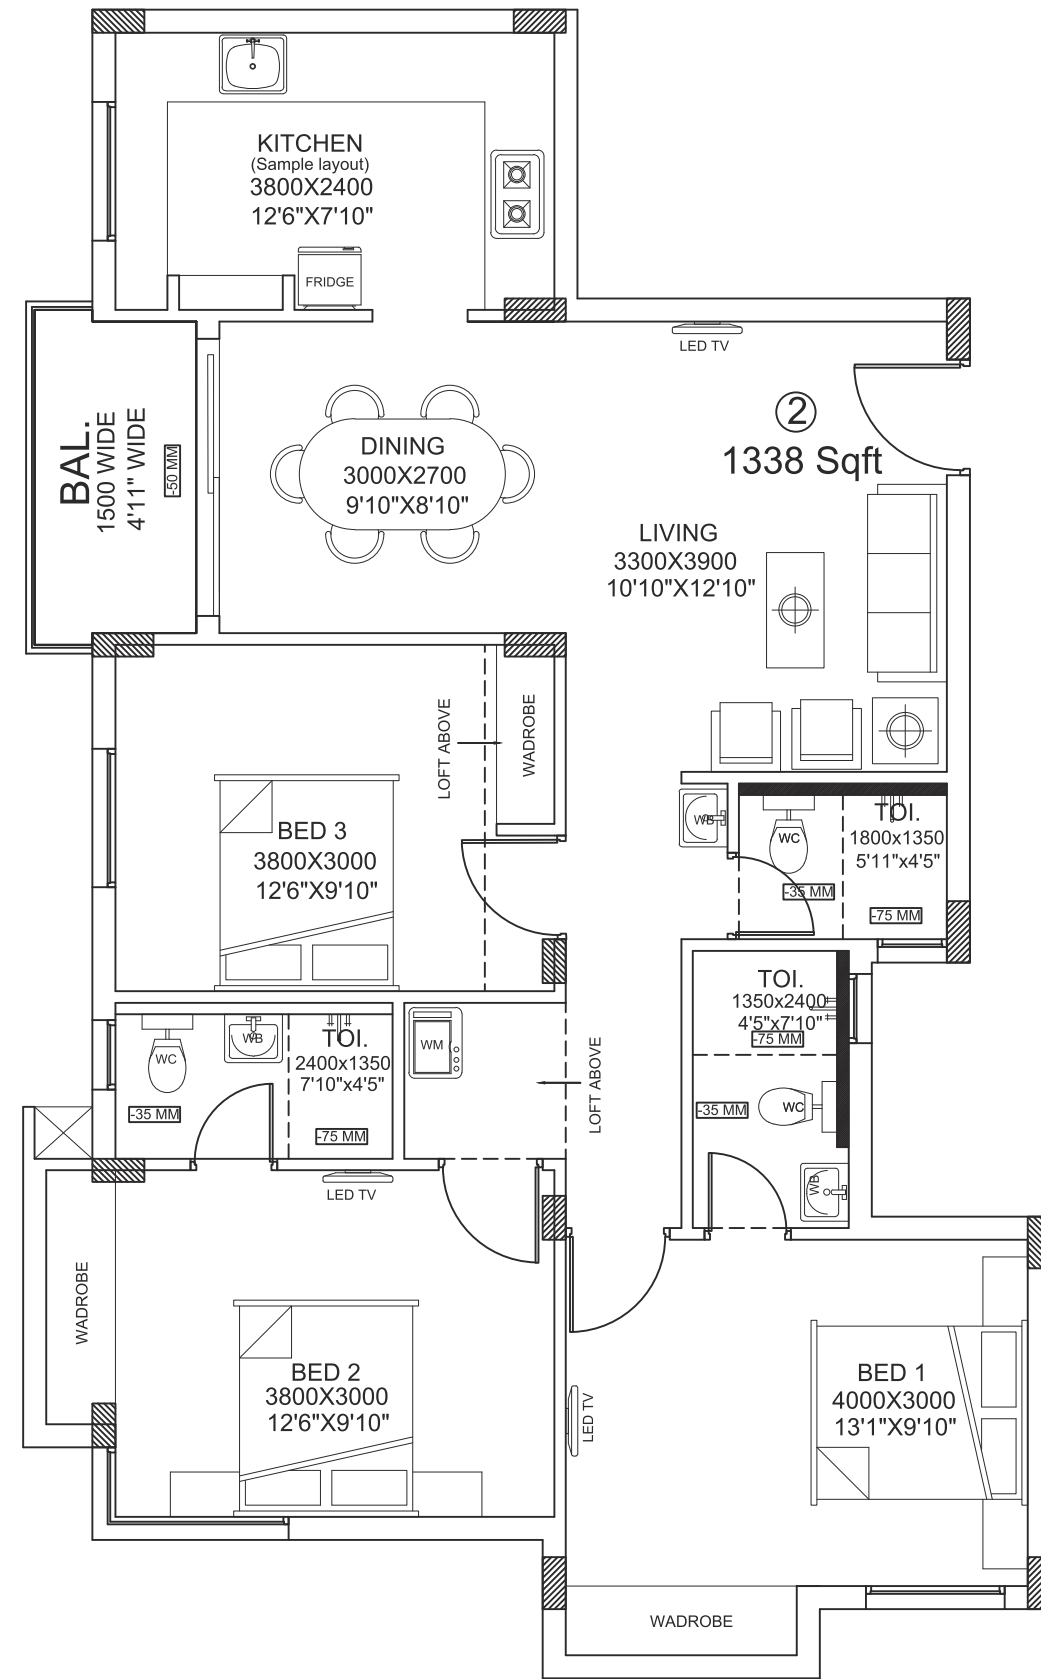 KITCHEN
(Sample layout)
3800X2400
12'6"X7'10"
FRIDGE
LED TV
2
1338 Sqft
BAL.
1500 WIDE
4'11" WIDE
-50 MM
DINING
3000X2700
9'10"X8'10"
LIVING
3300X3900
10'10"X12'10"
LOFT ABOVE
WADROBE
BED 3
3800X3000
12'6"X9'10"
WB
WC
TOI.
1800x1350
5'11"x4'5"
-35 MM
-75 MM
TOI.
1350x2400
4'5"x7'10"
-75 MM
-35 MM
WC
WB
WC
WB
TOI.
2400x1350
7'10"x4'5"
-35 MM
-75 MM
WM
LOFT ABOVE
LED TV
WADROBE
BED 2
3800X3000
12'6"X9'10"
LED TV
BED 1
4000X3000
13'1"X9'10"
WADROBE